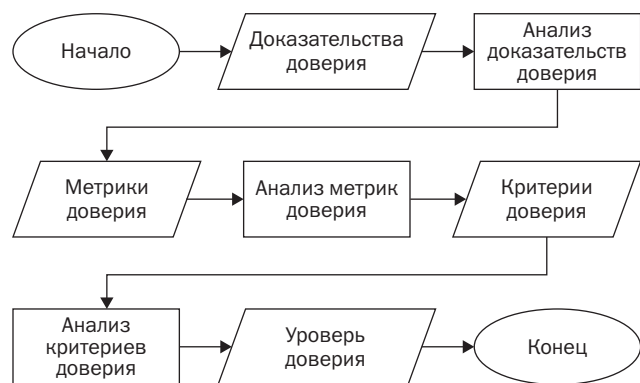 Начало
Доказательства
доверия
Анализ
доказательств
доверия
Метрики
доверия
Анализ метрик
доверия
Критерии
доверия
Анализ
критериев
доверия
Уроверь
доверия
Конец